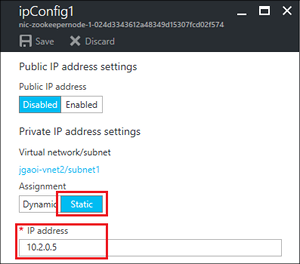 ipConfig1
nic-zookeepernode-1-024d3343612a48349d15307fcd02f574
Save Discard
Public IP address settings
Public IP address
Disabled Enabled
Private IP address settings
Virtual network/subnet
jgaoi-vnet2/subnet1
Assignment
Dynamic Static
* IP address
10.2.0.5